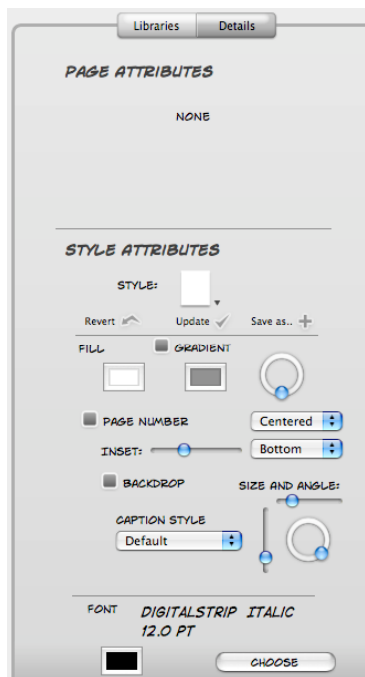 Libraries Details
PAGE ATTRIBUTES
NONE
STYLE ATTRIBUTES
STYLE:
Revert Update Save as..
FILL GRADIENT
PAGE NUMBER Centered
INSET: Bottom
BACKDROP SIZE AND ANGLE:
CAPTION STYLE
Default
FONT DIGITALSTRIP ITALIC
12.0 PT
CHOOSE